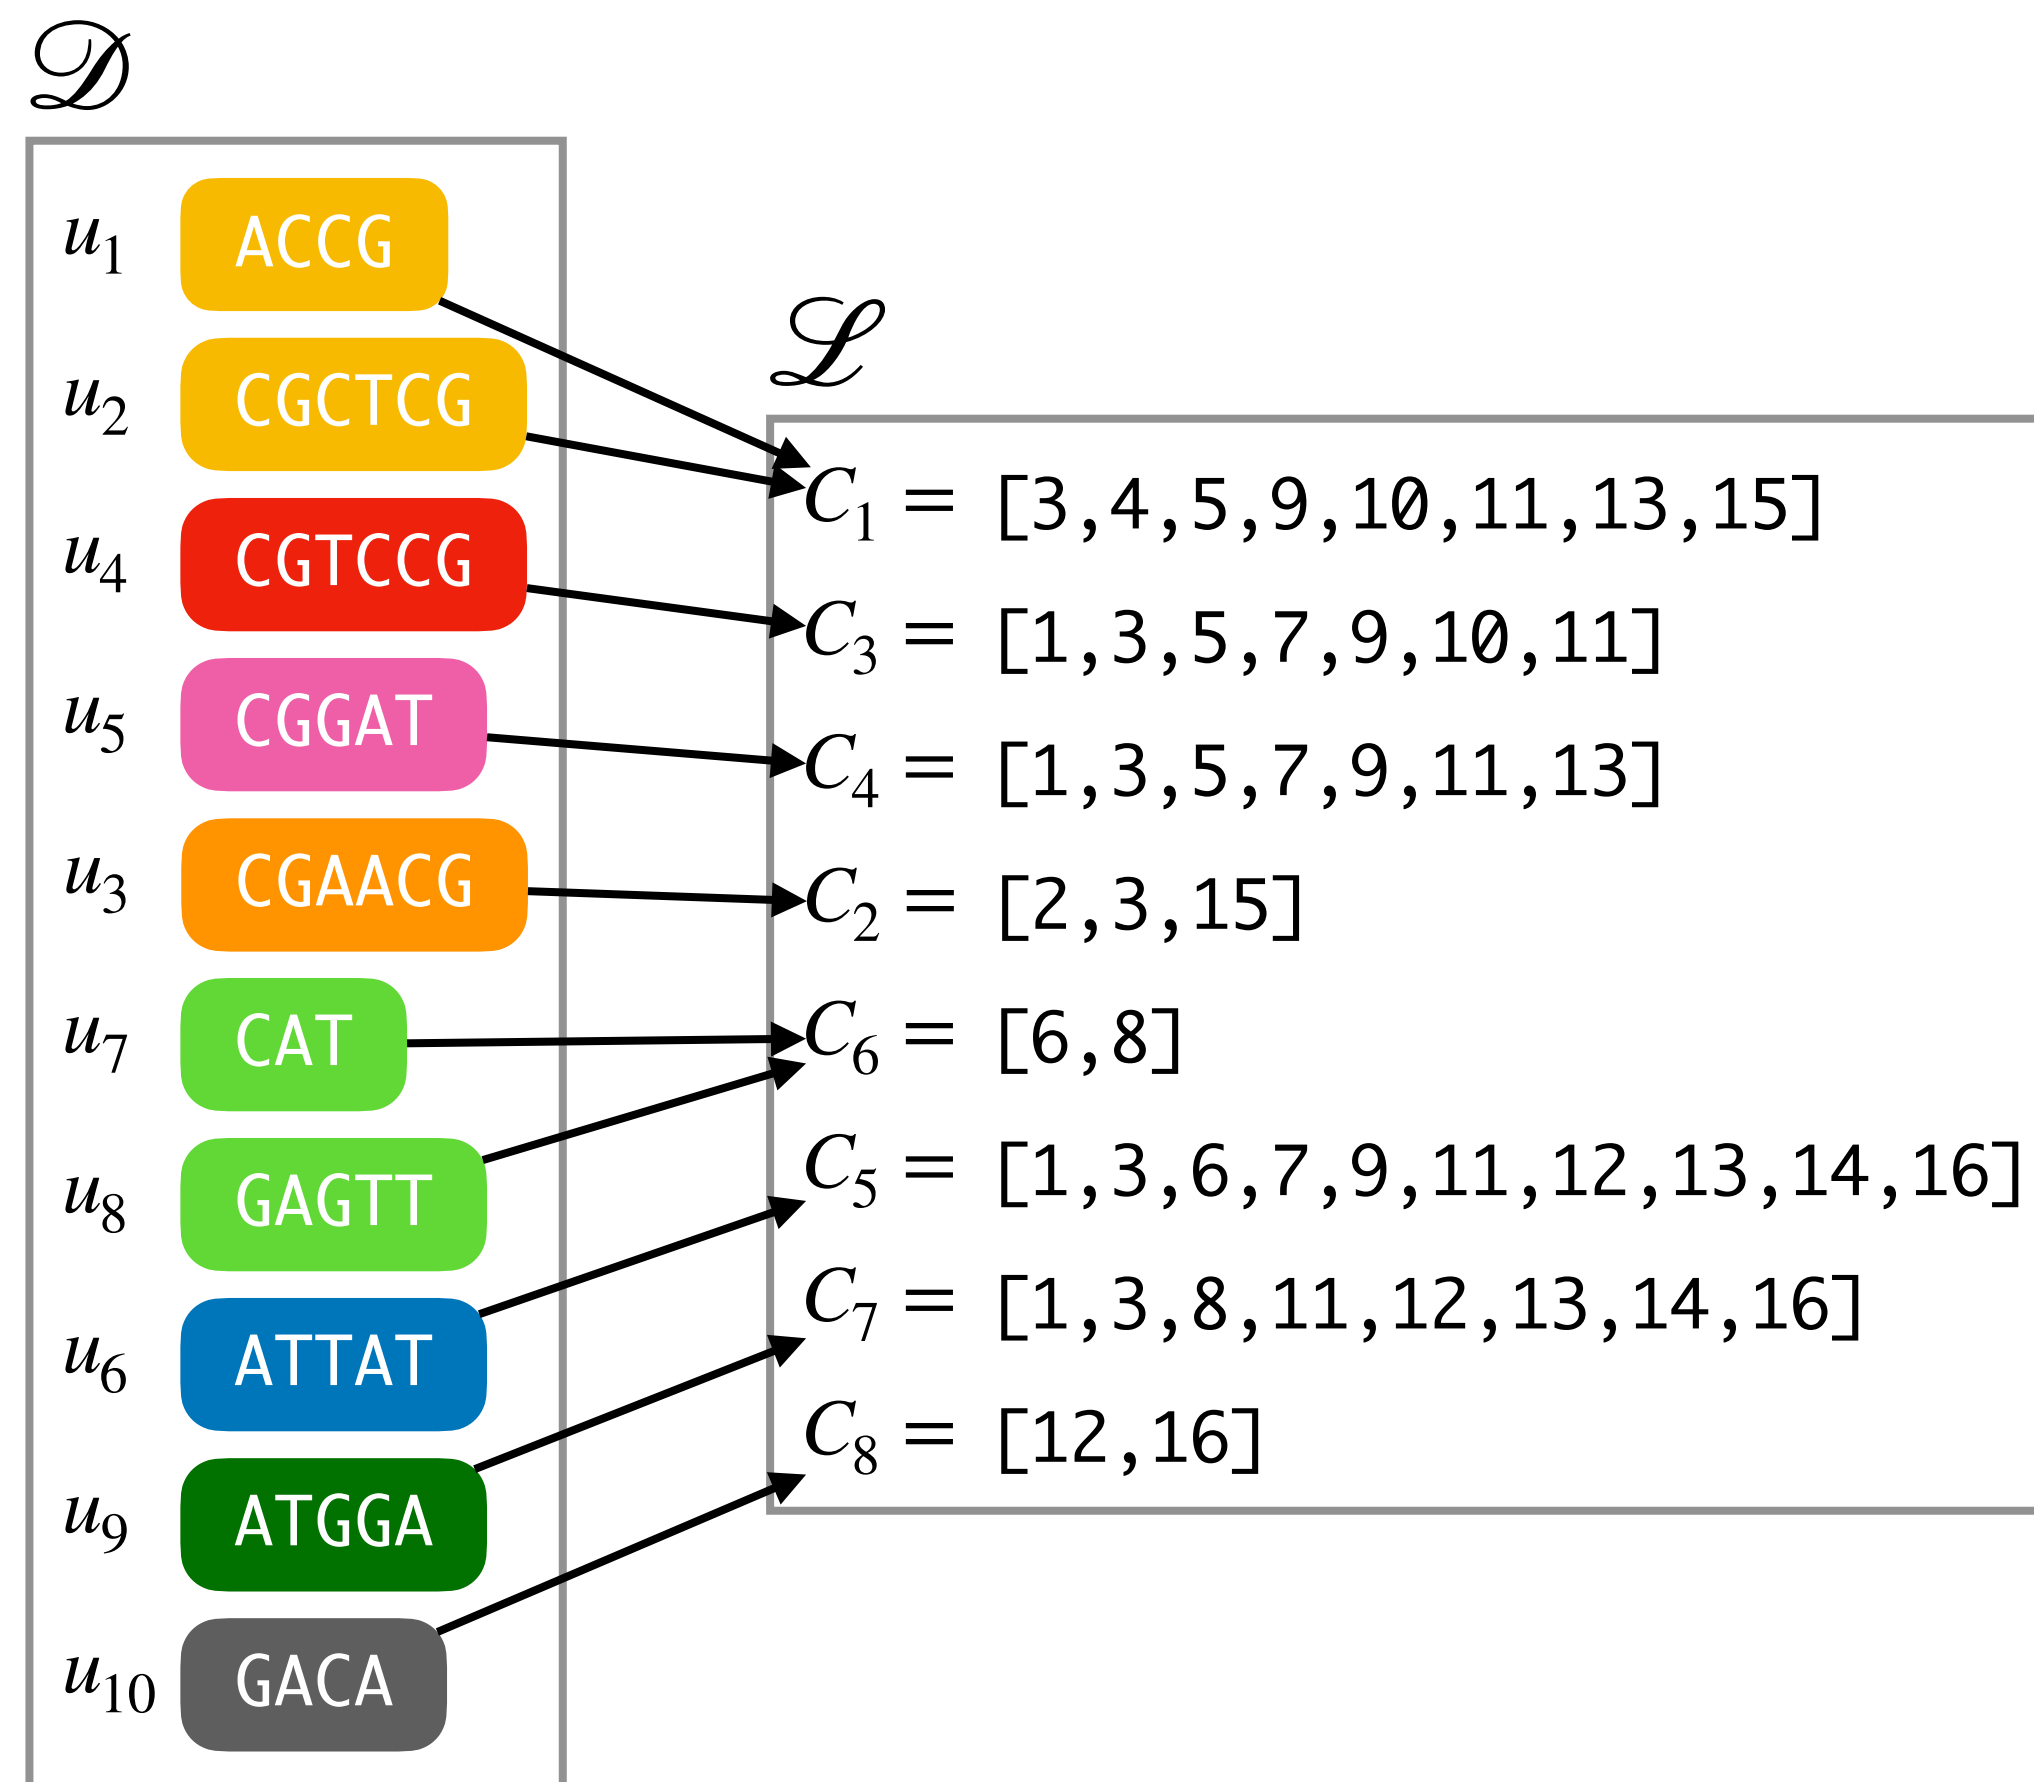 𝒟
u1 ACCG
u2 CGCTCG
u4 CGTCCG
u5 CGGAT
u3 CGAACG
u7 CAT
u8 GAGTT
u6 ATTAT
u9 ATGGA
u10 GACA
ℒ
C1 = [3,4,5,9,10,11,13,15]
C3 = [1,3,5,7,9,10,11]
C4 = [1,3,5,7,9,11,13]
C2 = [2,3,15]
C6 = [6,8]
C5 = [1,3,6,7,9,11,12,13,14,16]
C7 = [1,3,8,11,12,13,14,16]
C8 = [12,16]